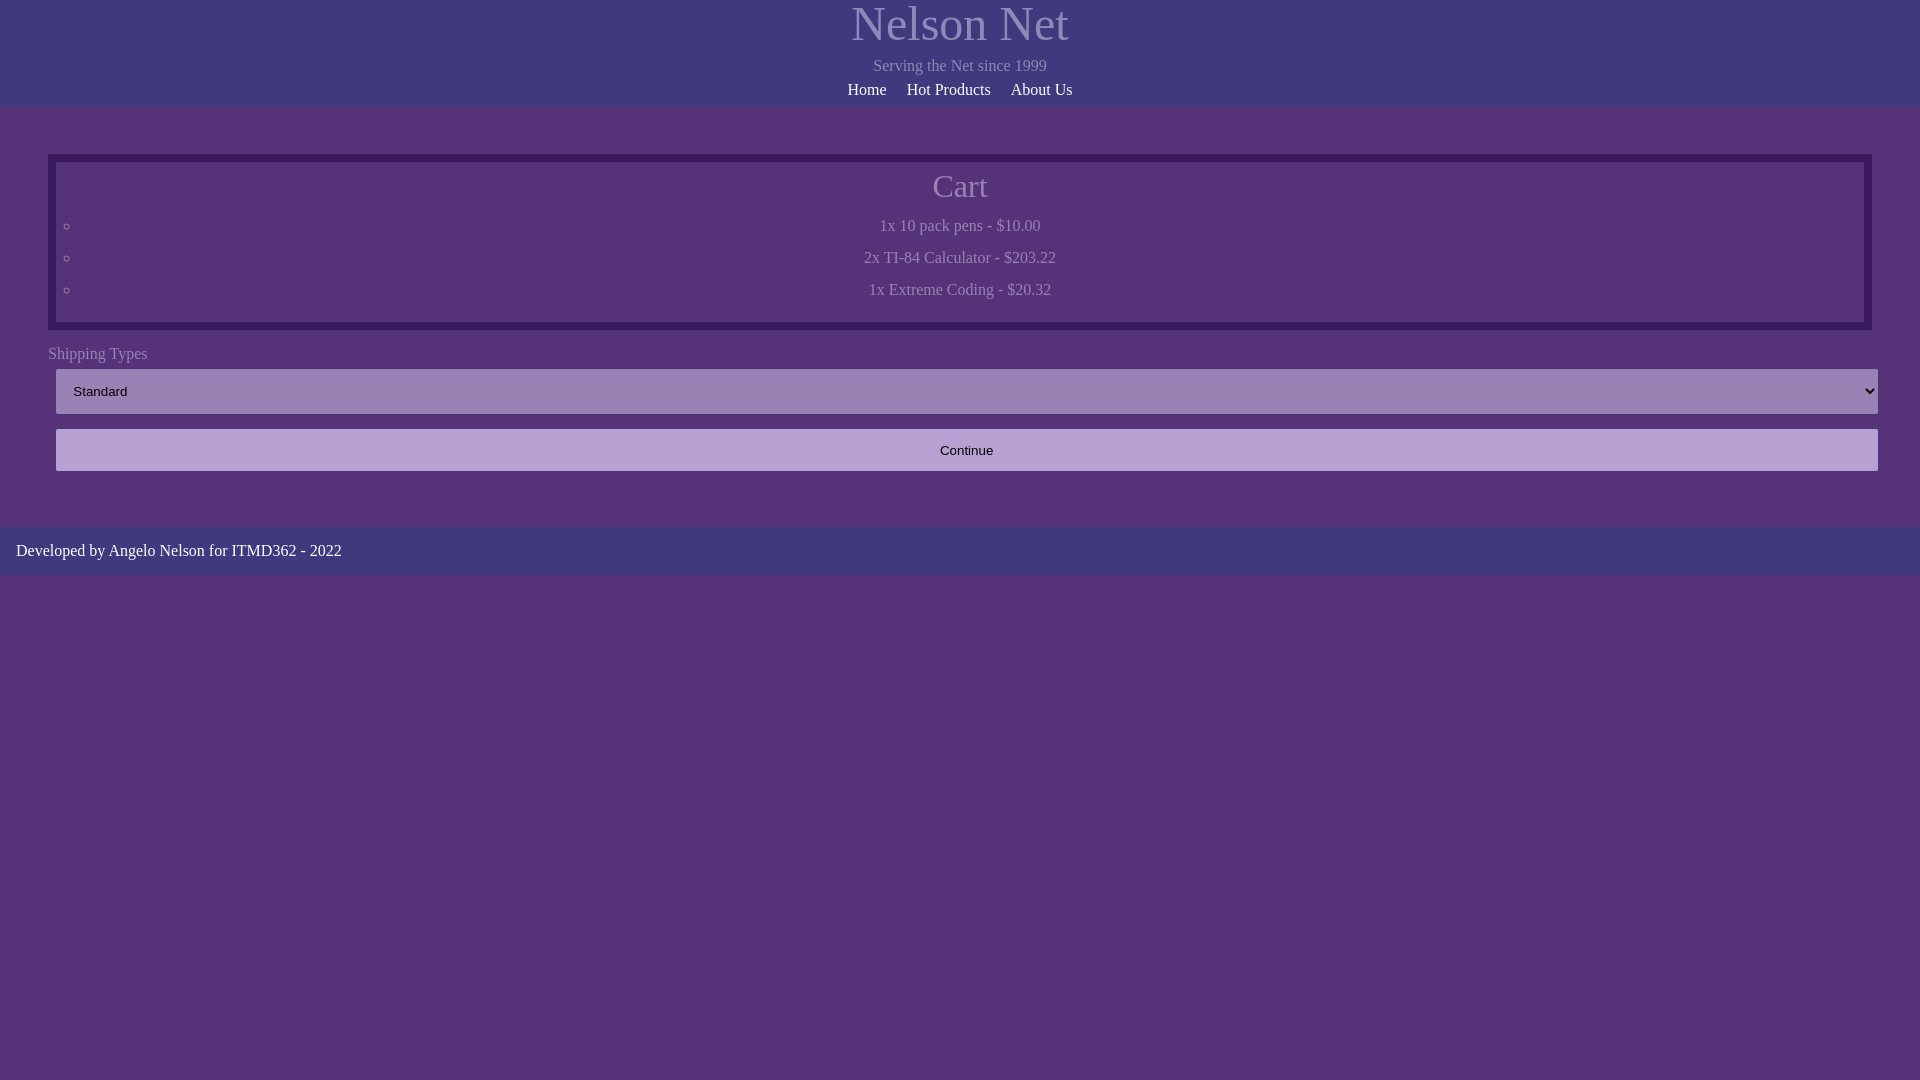 Nelson Net
Serving the Net since 1999
Home Hot Products About Us
Cart
1x 10 pack pens - $10.00
2x TI-84 Calculator - $203.22
1x Extreme Coding - $20.32
Shipping Types
Standard
Continue
Developed by Angelo Nelson for ITMD362 - 2022